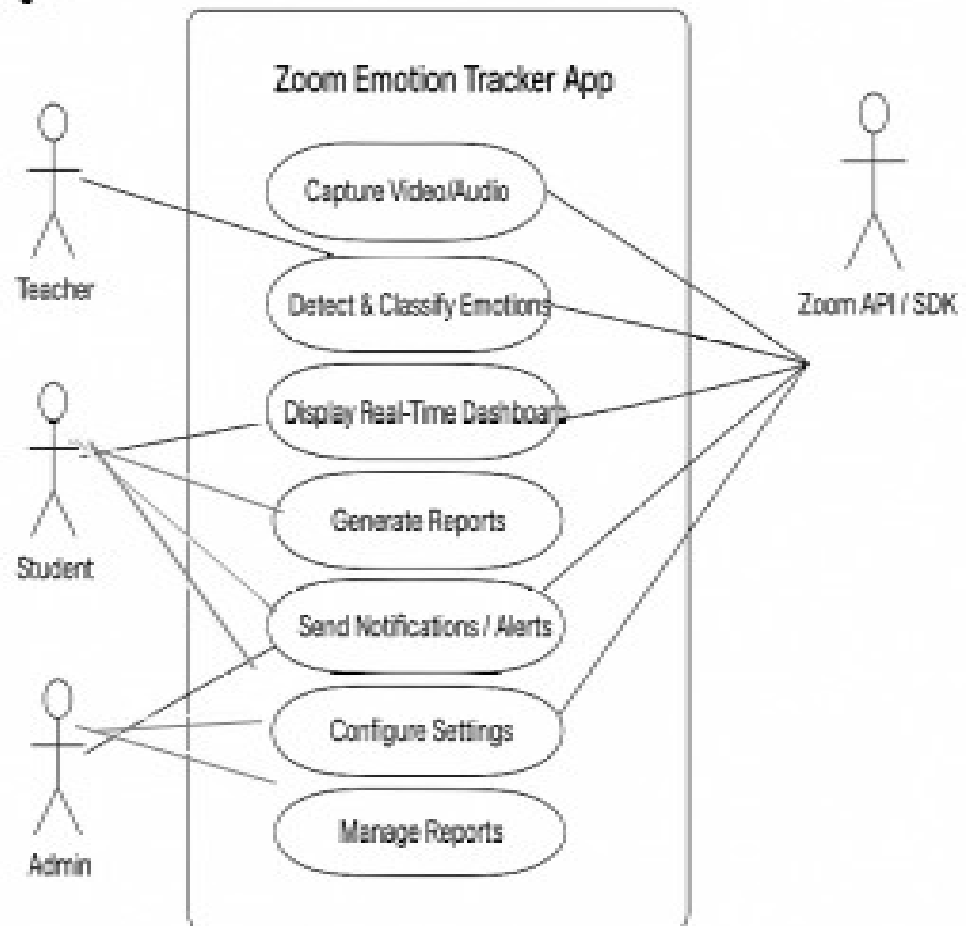 Zoom Emotion Tracker App
Capture Video/Audio
Teacher
Detect & Classify Emotions
Zoom API / SDK
Display Real-Time Dashboard
Generate Reports
Student
Send Notifications / Alerts
Configure Settings
Manage Reports
Admin